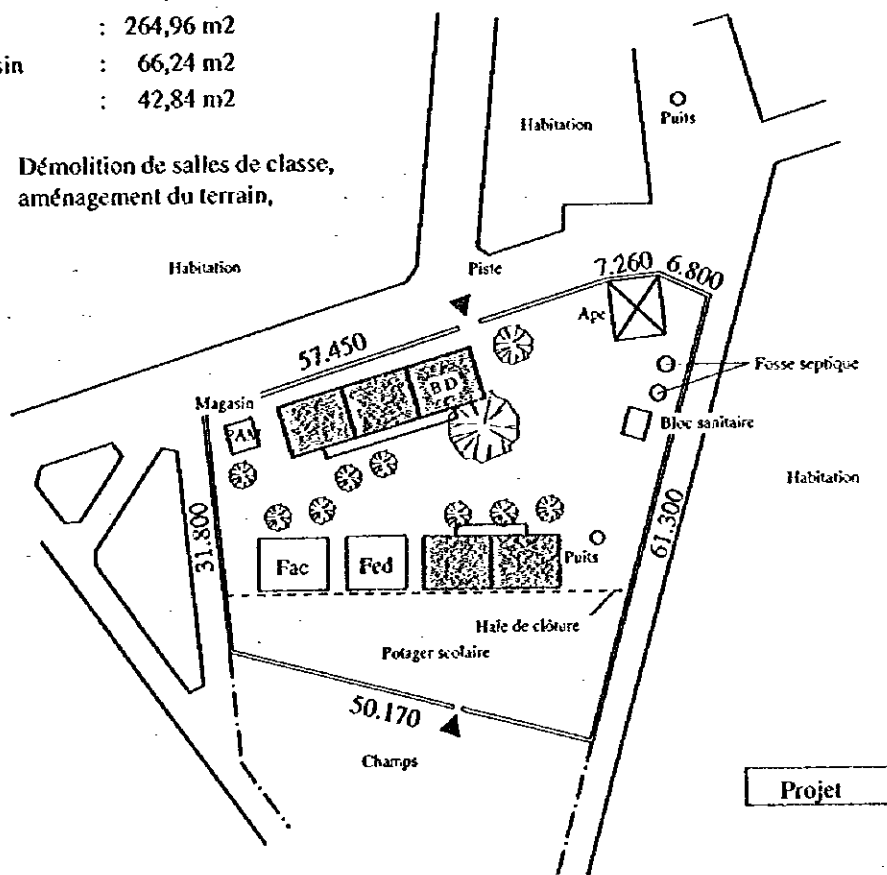 : 264,96 m2
sin : 66,24 m2
: 42,84 m2
Démolition de salles de classe,
aménagement du terrain,
Habitation
Puits
Habitation
Piste
7.260
6.800
Ape
57.450
Fosse septique
BD
Magasin
Bloc sanitaire
Habitation
31.800
61.300
Fac
Fed
Puits
Haie de clôture
Potager scolaire
50.170
Champs
Projet